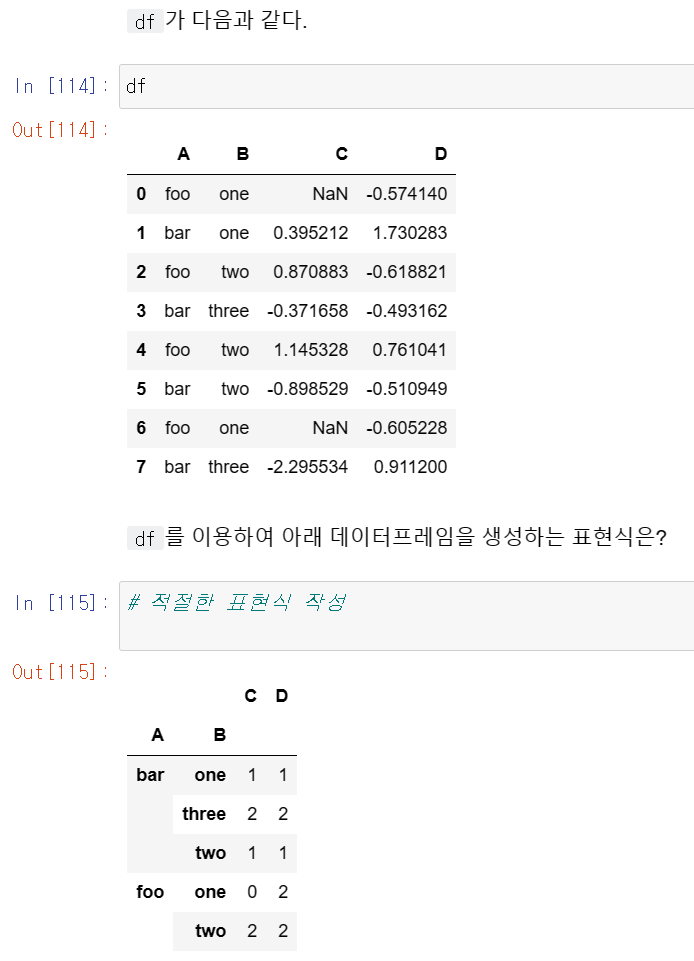 df 가 다음과 같다.
In [114]: df
Out[114]:
A B C D
0 foo one NaN -0.574140
1 bar one 0.395212 1.730283
2 foo two 0.870883 -0.618821
3 bar three -0.371658 -0.493162
4 foo two 1.145328 0.761041
5 bar two -0.898529 -0.510949
6 foo one NaN -0.605228
7 bar three -2.295534 0.911200
df 를 이용하여 아래 데이터프레임을 생성하는 표현식은?
In [115]: # 적절한 표현식 작성
Out[115]:
C D
A B
bar one 1 1
three 2 2
two 1 1
foo one 0 2
two 2 2